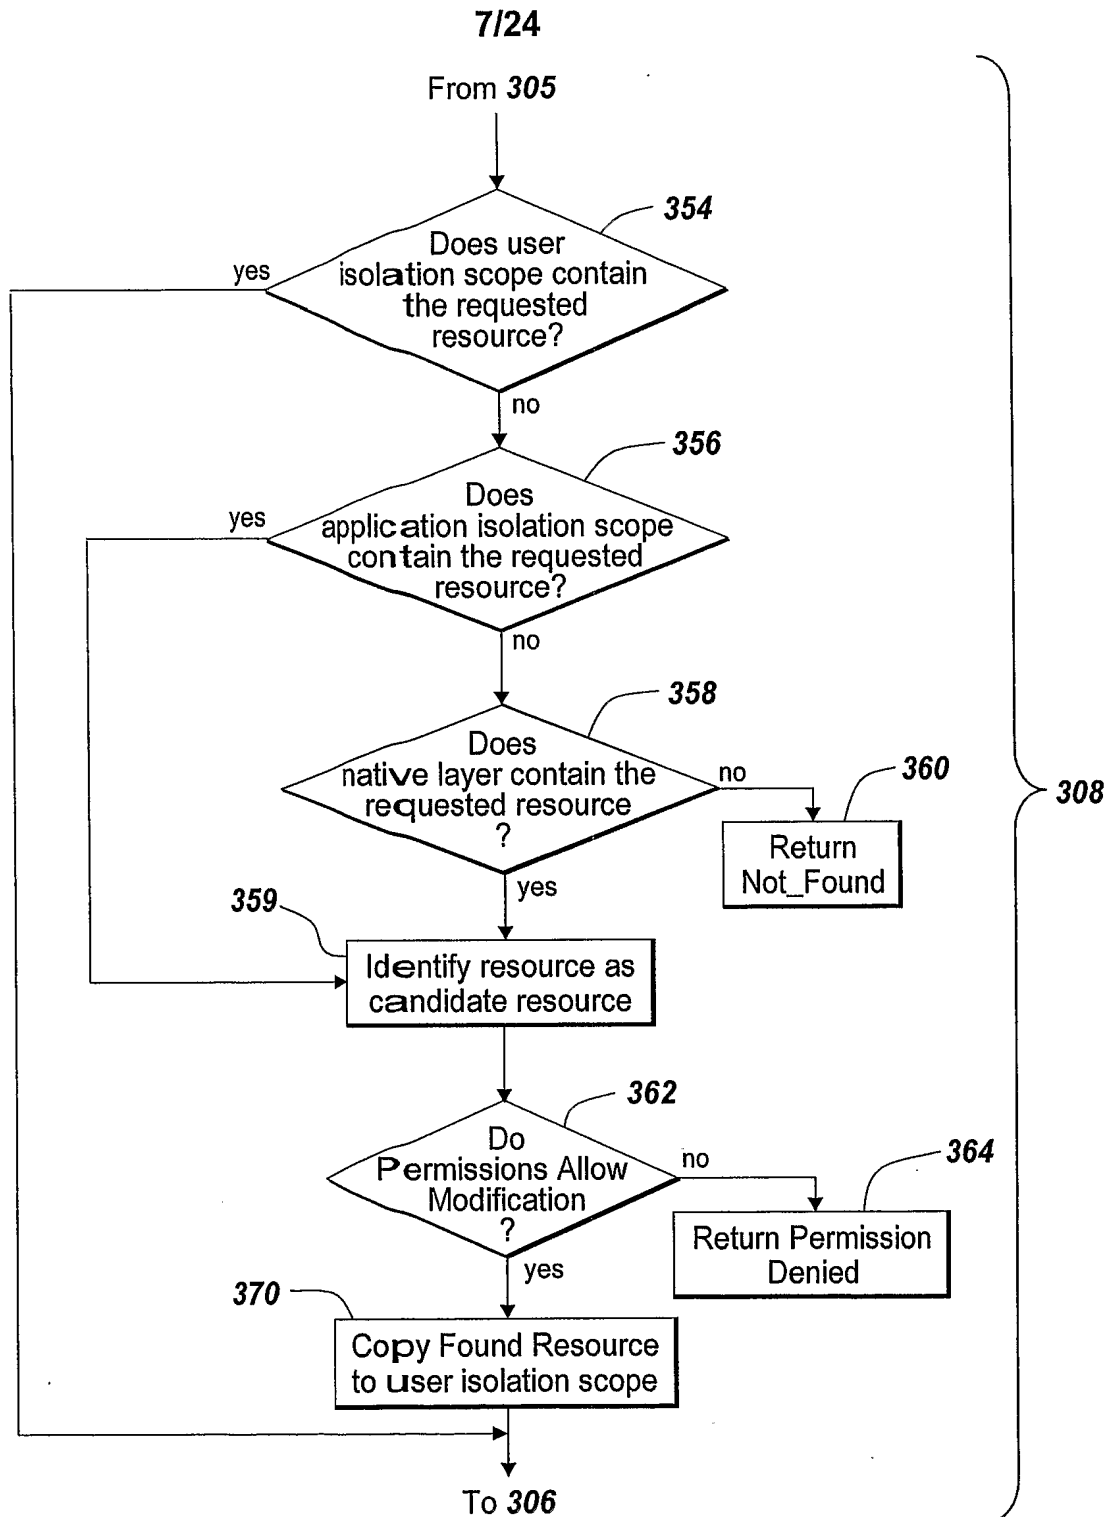 7/24
From 305
354
Does user
isolation scope contain
the requested
resource?
yes
no
356
Does
application isolation scope
contain the requested
resource?
yes
no
358
Does
native layer contain the
requested resource
?
no
360
Return
Not_Found
308
yes
359
Identify resource as
candidate resource
362
Do
Permissions Allow
Modification
?
no
364
Return Permission
Denied
yes
370
Copy Found Resource
to user isolation scope
To 306